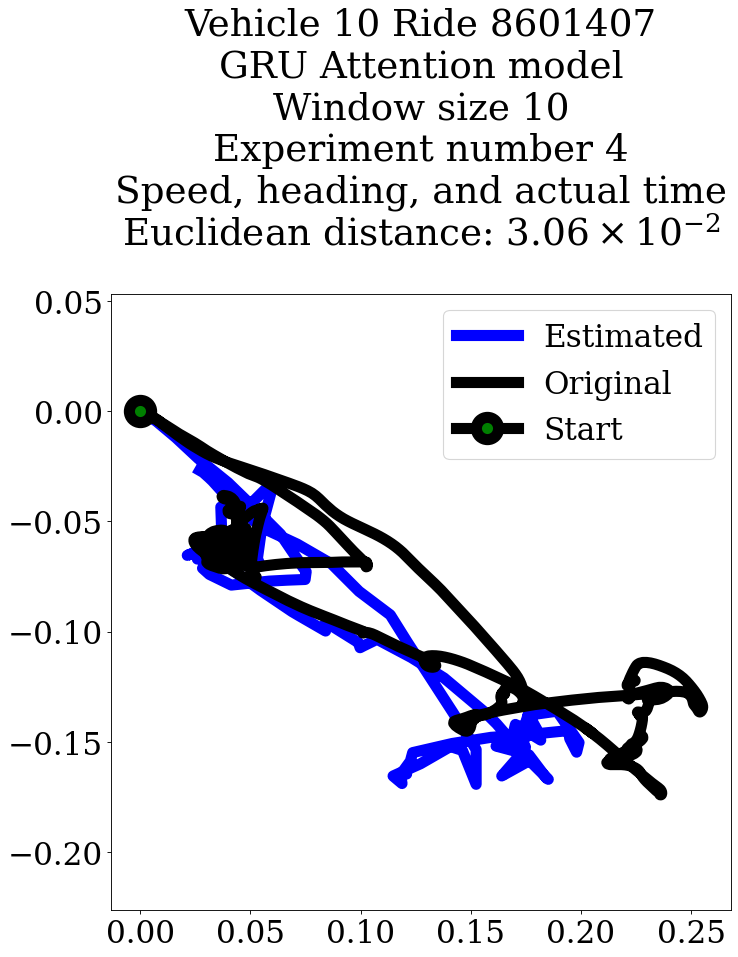 Vehicle 10 Ride 8601407
GRU Attention model
Window size 10
Experiment number 4
Speed, heading, and actual time
Euclidean distance: 3.06 × 10⁻²
Estimated
Original
Start
0.05
0.00
−0.05
−0.10
−0.15
−0.20
0.00 0.05 0.10 0.15 0.20 0.25